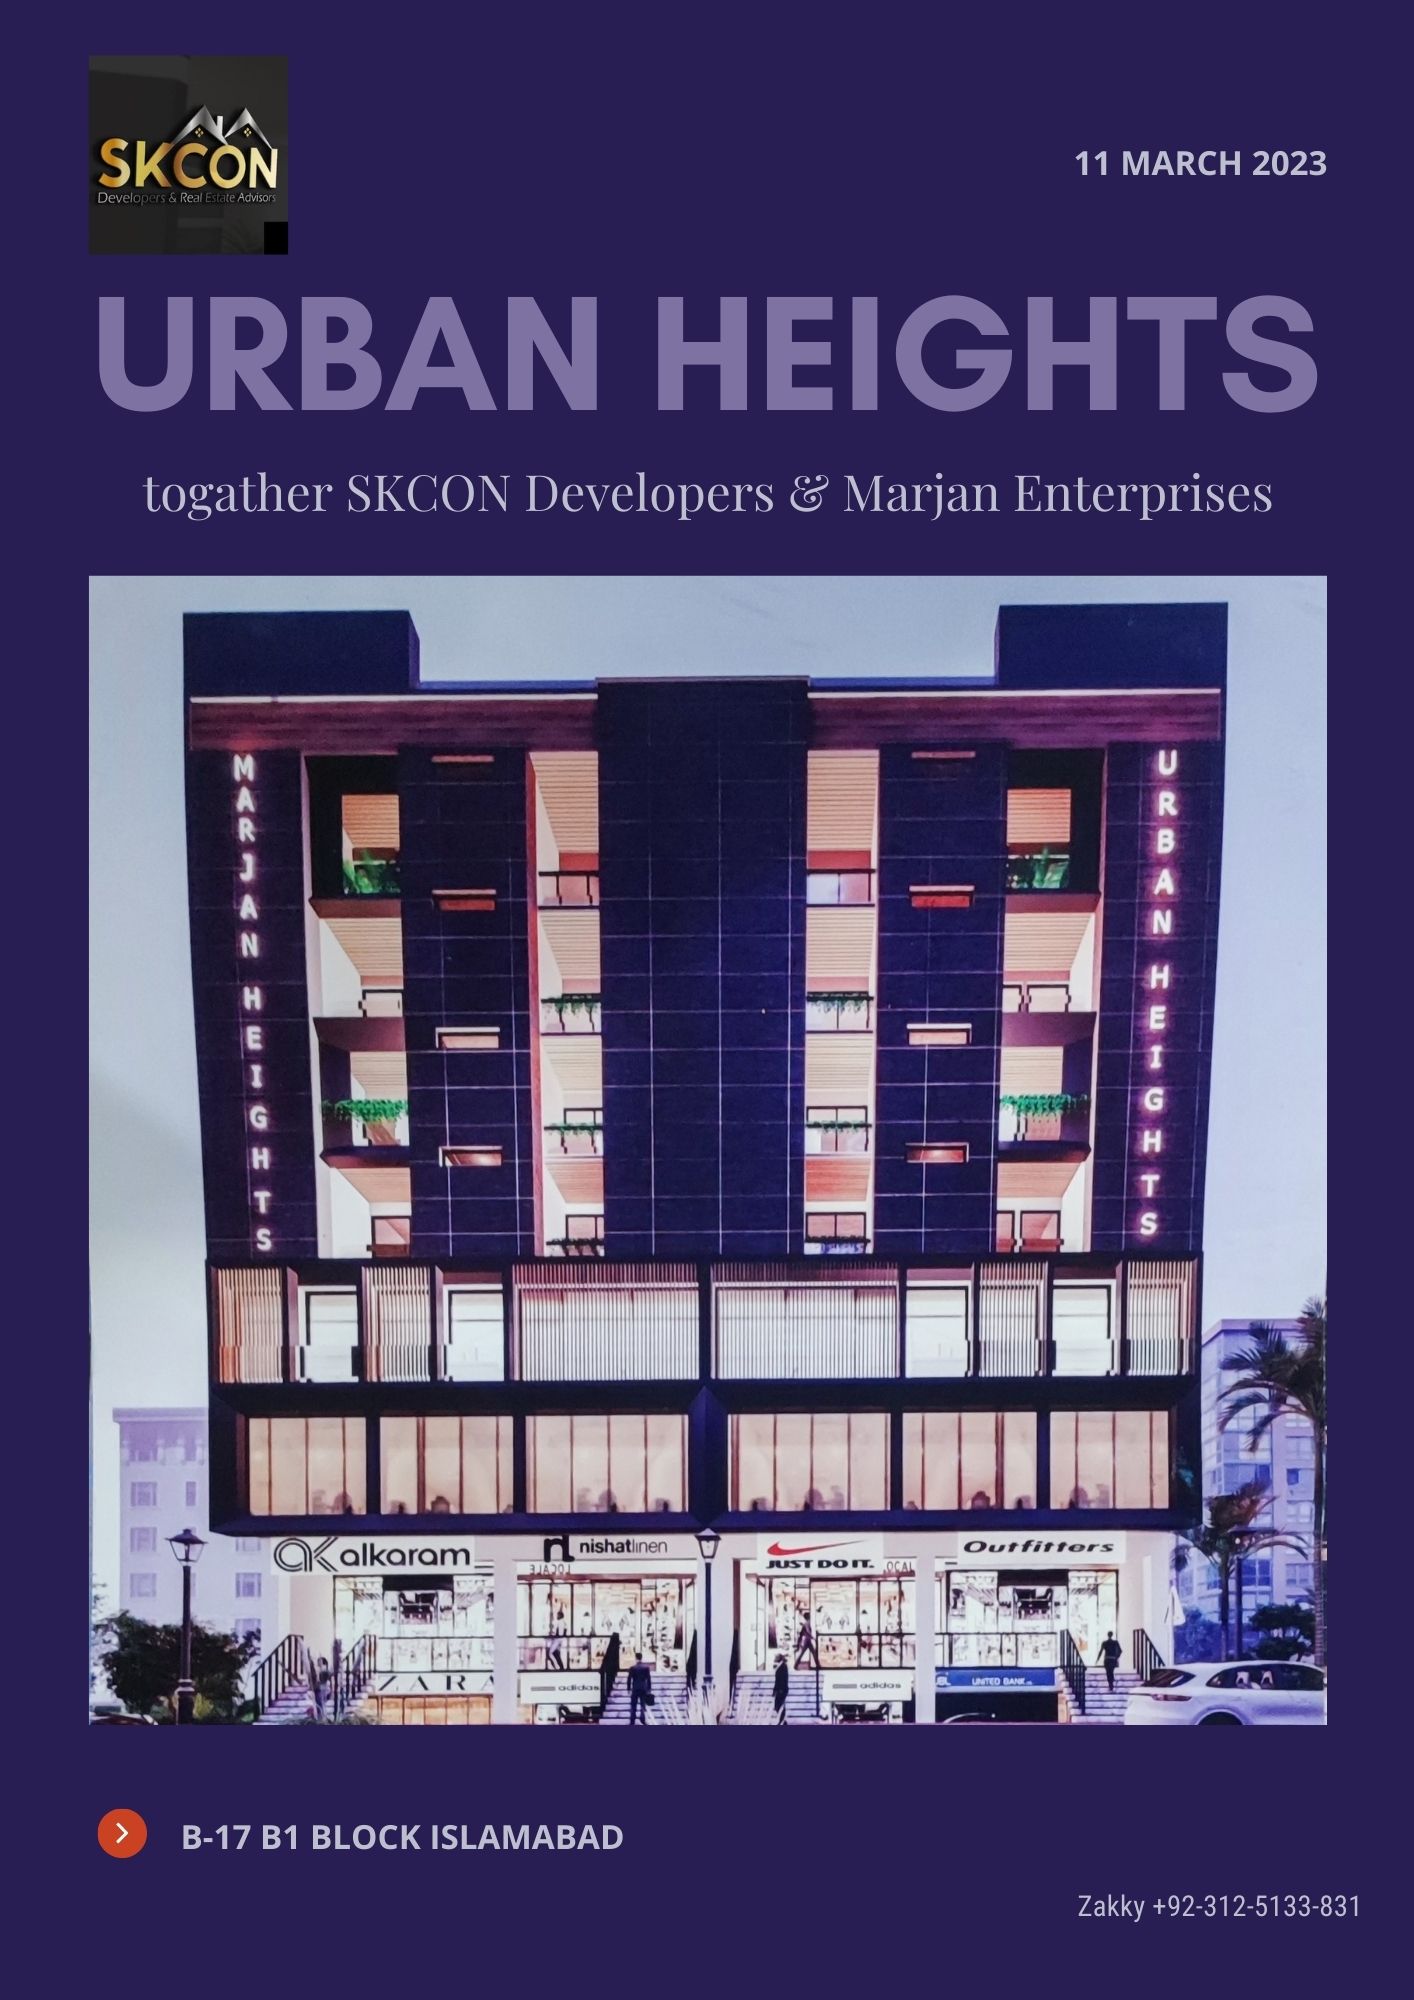 SKCON
Developers & Real Estate Advisors
11 MARCH 2023
URBAN HEIGHTS
togather SKCON Developers & Marjan Enterprises
MARJAN HEIGHTS
URBAN HEIGHTS
alkaram
nishatlinen
JUST DO IT.
Outfitters
ZARA
adidas
adidas
UNITED BANK
B-17 B1 BLOCK ISLAMABAD
Zakky +92-312-5133-831